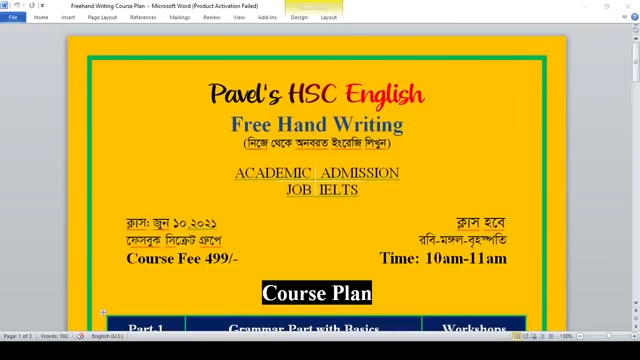 Freehand Writing Course Plan - Microsoft Word (Product Activation Failed)
File Home Insert Page Layout References Mailings Review View Add-Ins Design Layout
Pavel's HSC English
Free Hand Writing
(নিজে থেকে অনবরত ইংরেজি লিখুন)
ACADEMIC ADMISSION
JOB IELTS
ক্লাস: জুন ১০,২০২১
ফেসবুক সিক্রেট গ্রুপে
Course Fee 499/-
ক্লাস হবে
রবি-মঙ্গল-বৃহস্পতি
Time: 10am-11am
Course Plan
Part-1 Grammar Part with Basics Workshops
Page: 1 of 3 Words: 592 English (U.S.) 130%